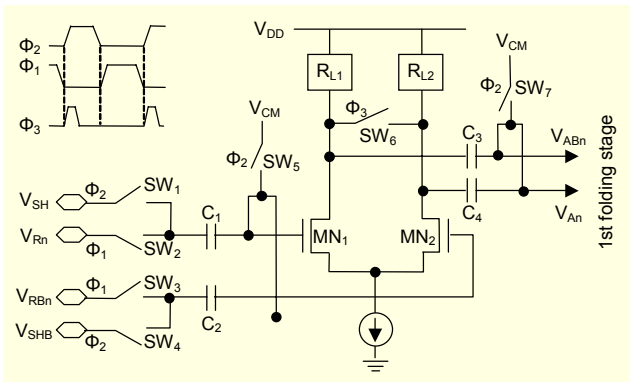 Φ2
Φ1
Φ3
VDD
RL1
RL2
VCM
Φ2
SW7
Φ3
SW6
VCM
Φ2
SW5
C3
VABn
C4
VAn
1st folding stage
VSH
Φ2
SW1
C1
VRn
Φ1
SW2
MN1
MN2
VRBn
Φ1
SW3
C2
VSHB
Φ2
SW4